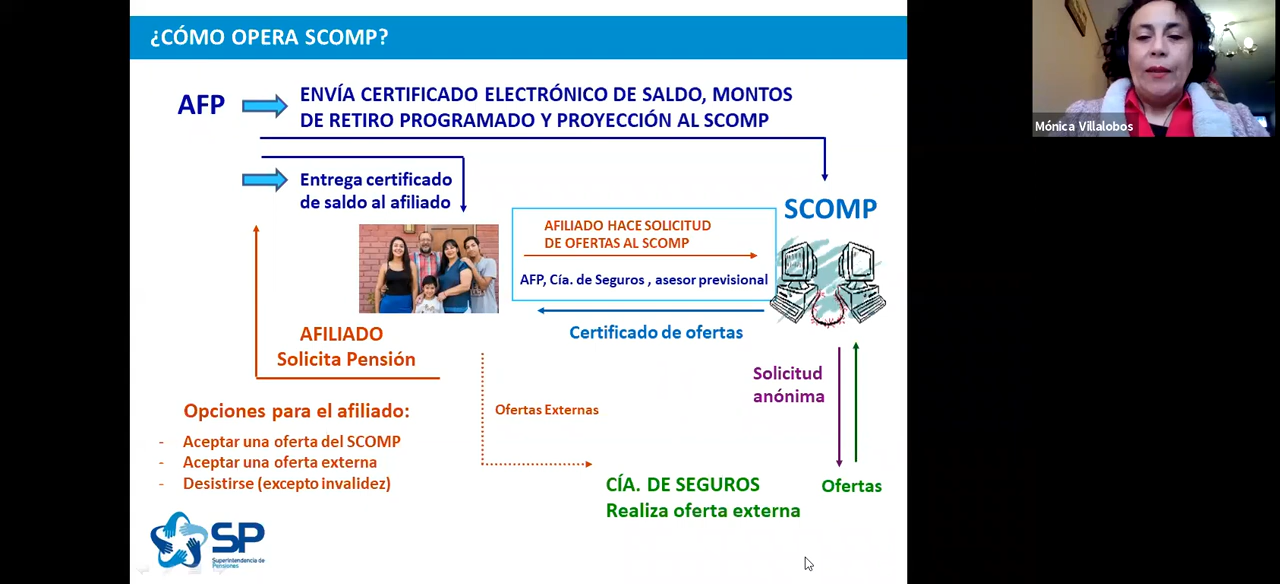 ¿CÓMO OPERA SCOMP?
Mónica Villalobos
AFP
ENVÍA CERTIFICADO ELECTRÓNICO DE SALDO, MONTOS
DE RETIRO PROGRAMADO Y PROYECCIÓN AL SCOMP
Entrega certificado
de saldo al afiliado
SCOMP
AFILIADO HACE SOLICITUD
DE OFERTAS AL SCOMP
AFP, Cía. de Seguros , asesor previsional
Certificado de ofertas
AFILIADO
Solicita Pensión
Solicitud
anónima
Opciones para el afiliado:
- Aceptar una oferta del SCOMP
- Aceptar una oferta externa
- Desistirse (excepto invalidez)
Ofertas Externas
CÍA. DE SEGUROS
Realiza oferta externa
Ofertas
SP
Superintendencia de
Pensiones